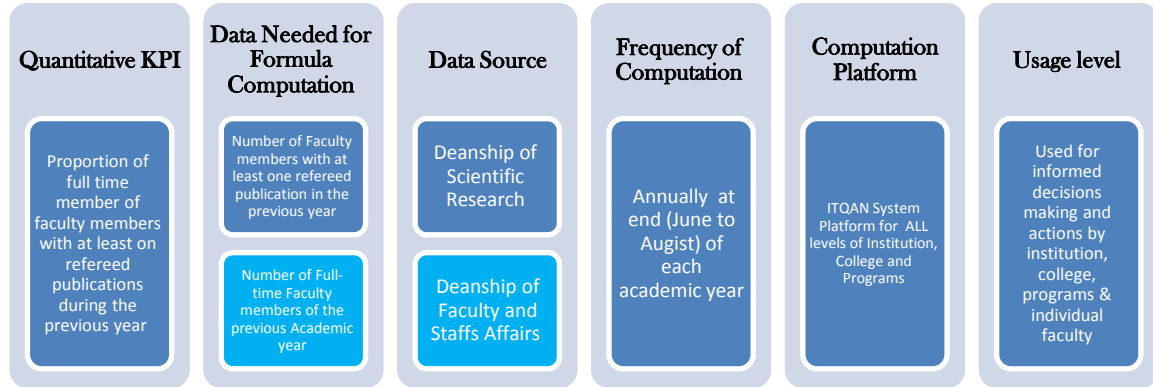 Quantitative KPI
Proportion of
full time
member of
faculty members
with at least on
refereed
publications
during the
previous year
Data Needed for
Formula
Computation
Number of Faculty
members with at
least one refereed
publication in the
previous year
Number of Full-
time Faculty
members of the
previous Academic
year
Data Source
Deanship of
Scientific
Research
Deanship of
Faculty and
Staffs Affairs
Frequency of
Computation
Annually at
end (June to
Augist) of
each
academic year
Computation
Platform
ITQAN System
Platform for ALL
levels of Institution,
College and
Programs
Usage level
Used for
informed
decisions
making and
actions by
institution,
college,
programs &
individual
faculty